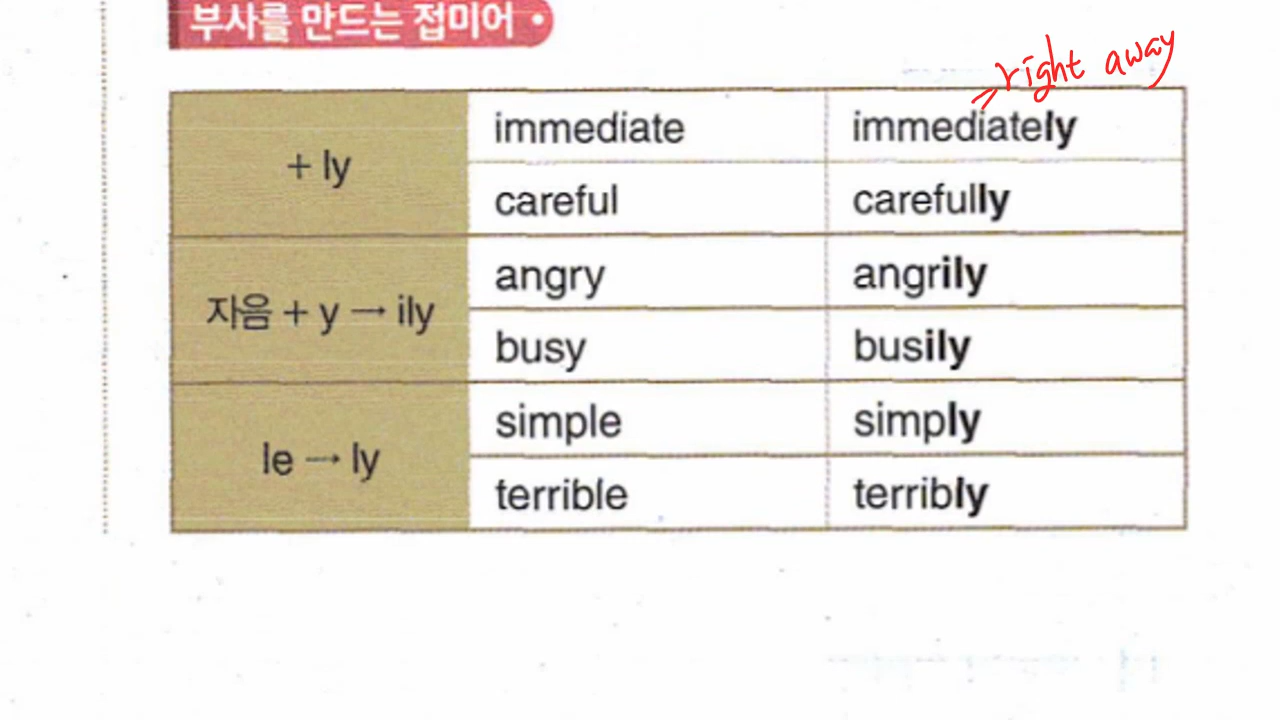 부사를 만드는 접미어
= right away
+ ly
immediate immediately
careful carefully
자음 + y → ily
angry angrily
busy busily
le → ly
simple simply
terrible terribly